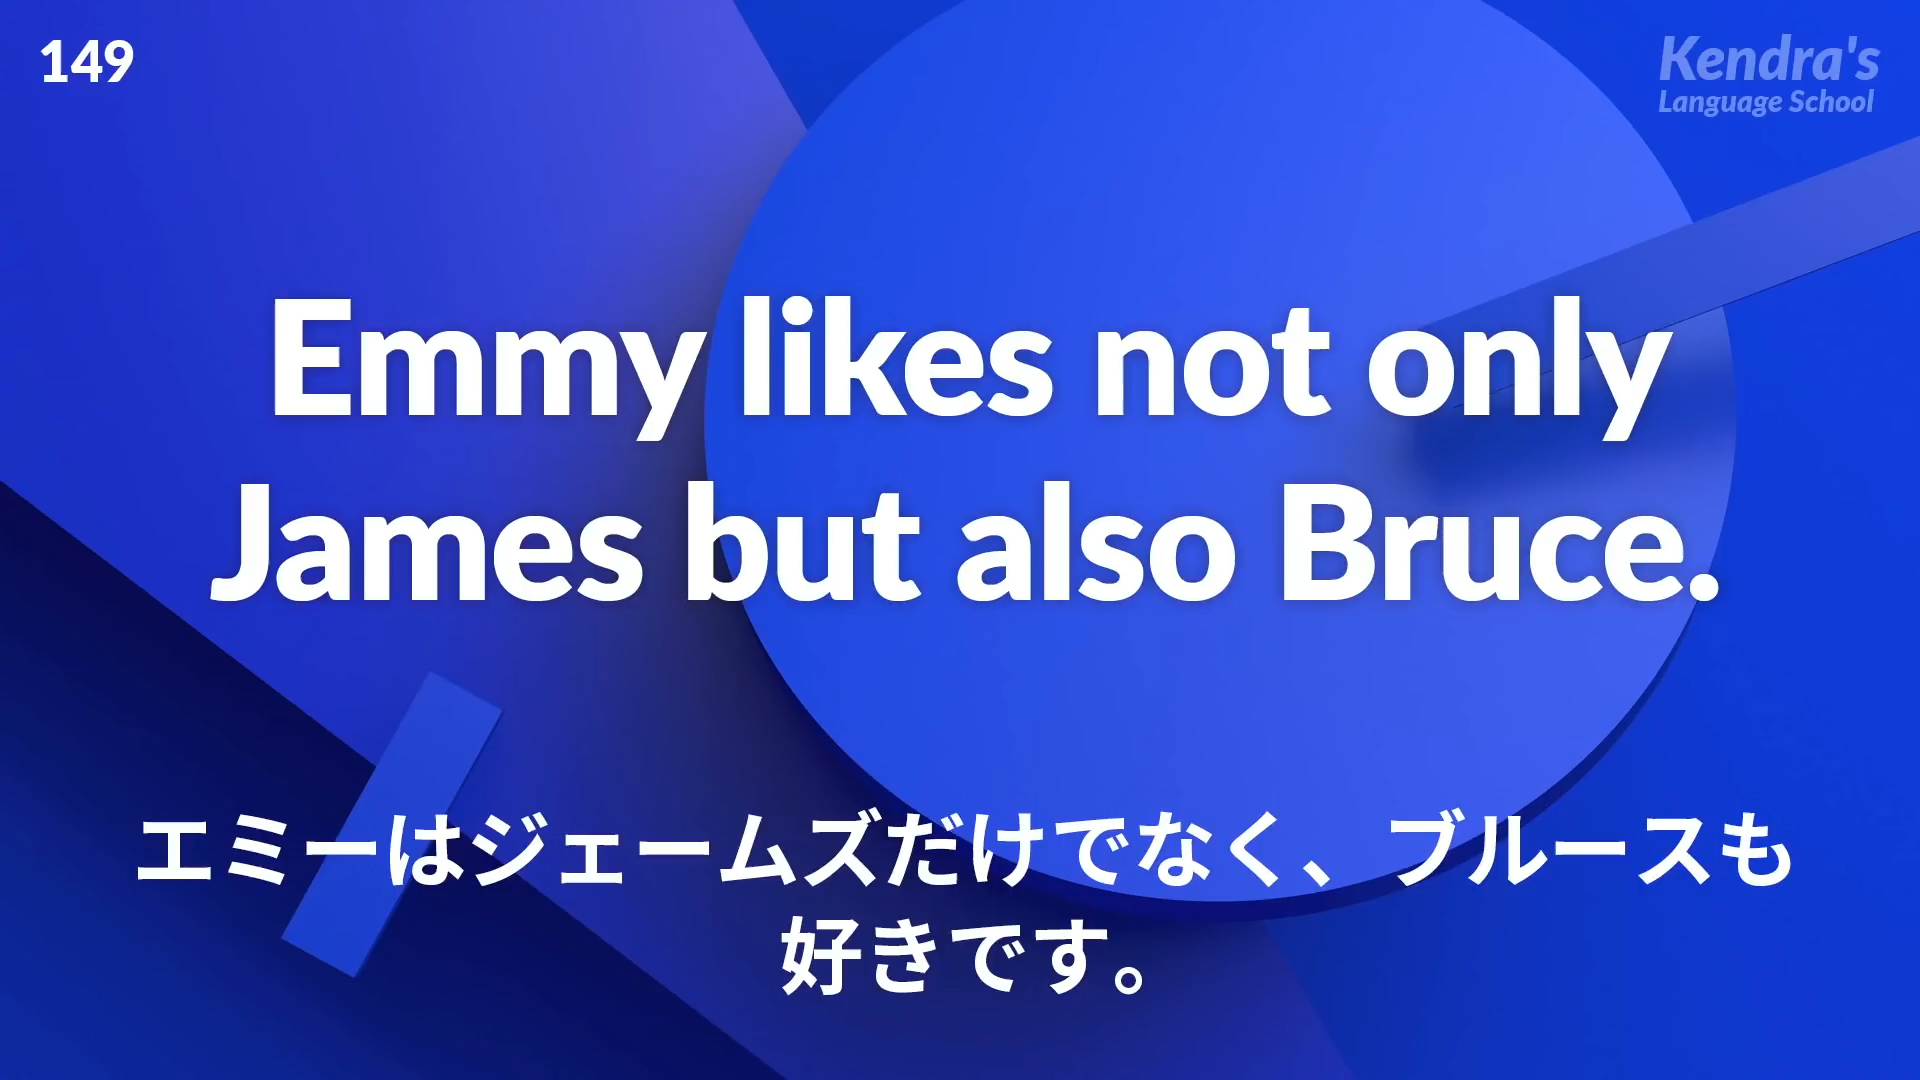 149
Kendra's
Language School
Emmy likes not only
James but also Bruce.
エミーはジェームズだけでなく、ブルースも
好きです。